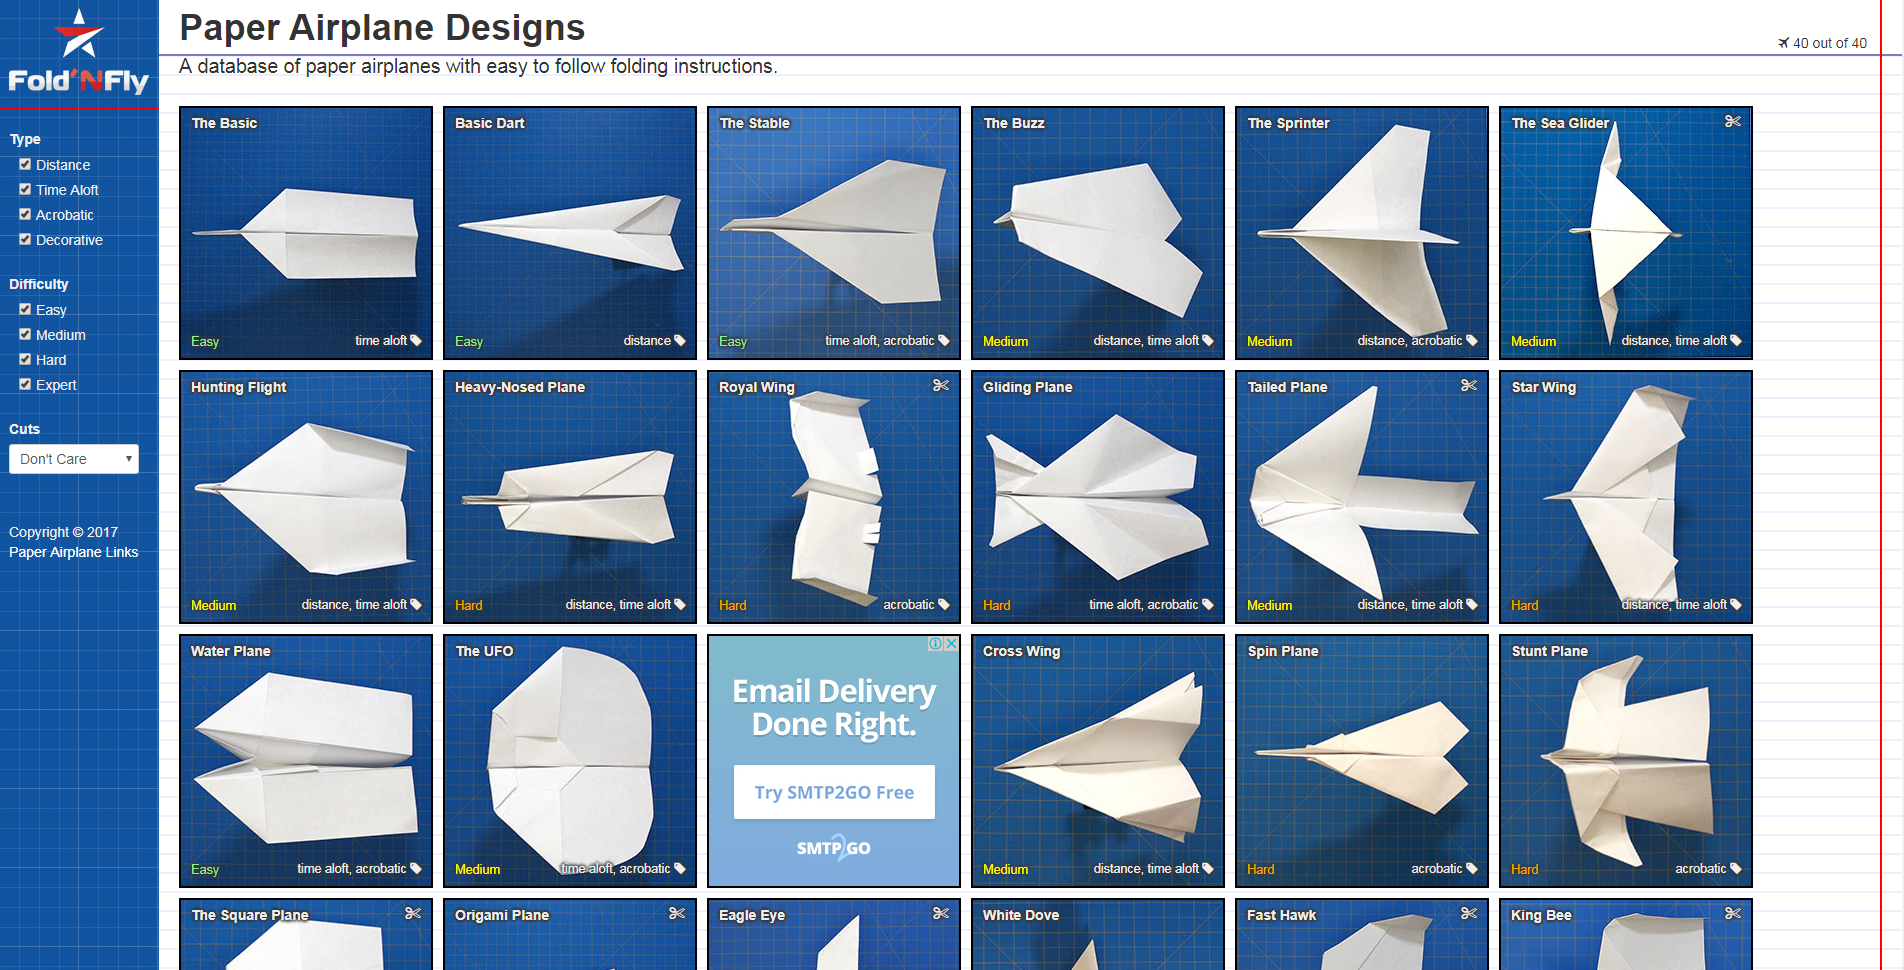 Fold'NFly
Type
Distance
Time Aloft
Acrobatic
Decorative
Difficulty
Easy
Medium
Hard
Expert
Cuts
Don't Care
Copyright © 2017
Paper Airplane Links
Paper Airplane Designs
40 out of 40
A database of paper airplanes with easy to follow folding instructions.
The Basic
Easy
time aloft
Basic Dart
Easy
distance
The Stable
Easy
time aloft, acrobatic
The Buzz
Medium
distance, time aloft
The Sprinter
Medium
distance, acrobatic
The Sea Glider
Medium
distance, time aloft
Hunting Flight
Medium
distance, time aloft
Heavy-Nosed Plane
Hard
distance, time aloft
Royal Wing
Hard
acrobatic
Gliding Plane
Hard
time aloft, acrobatic
Tailed Plane
Medium
distance, time aloft
Star Wing
Hard
distance, time aloft
Water Plane
Easy
time aloft, acrobatic
The UFO
Medium
time aloft, acrobatic
Email Delivery
Done Right.
Try SMTP2GO Free
SMTP2GO
Cross Wing
Medium
distance, time aloft
Spin Plane
Hard
acrobatic
Stunt Plane
Hard
acrobatic
The Square Plane
Origami Plane
Eagle Eye
White Dove
Fast Hawk
King Bee